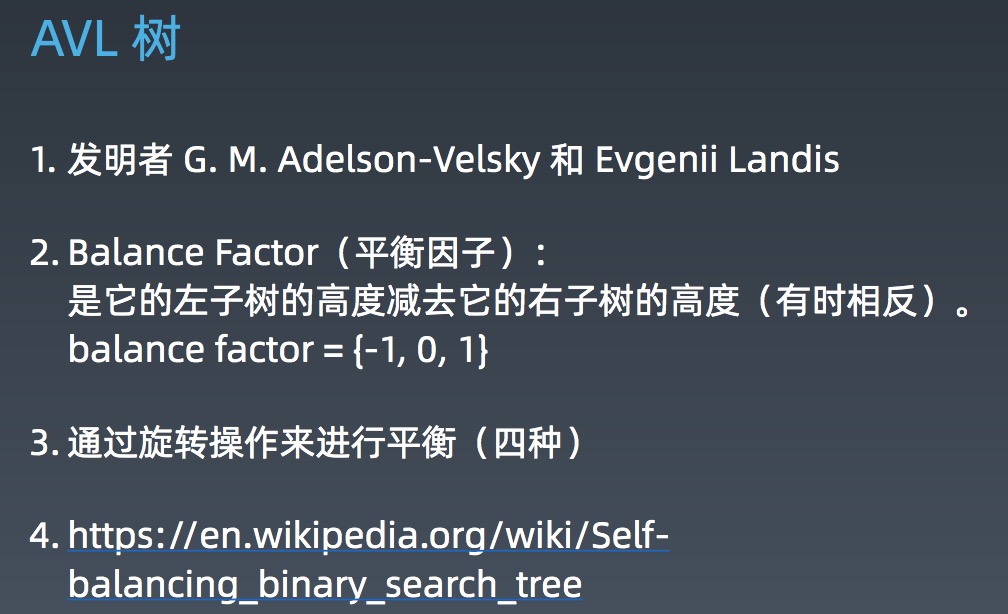 AVL 树
1. 发明者 G. M. Adelson-Velsky 和 Evgenii Landis
2. Balance Factor（平衡因子）：
是它的左子树的高度减去它的右子树的高度（有时相反）。
balance factor = {-1, 0, 1}
3. 通过旋转操作来进行平衡（四种）
4. https://en.wikipedia.org/wiki/Self-
balancing_binary_search_tree